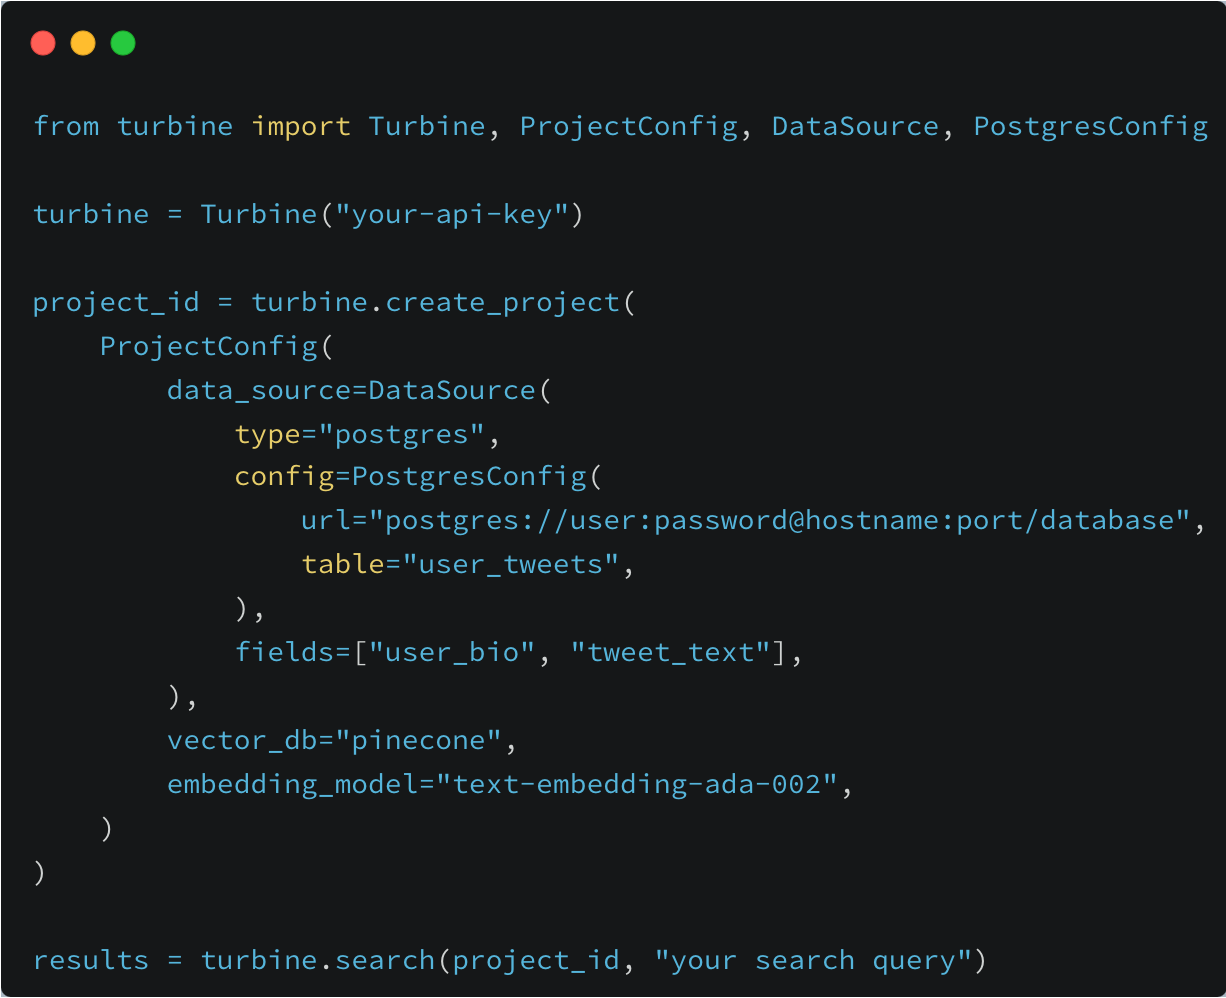 from turbine import Turbine, ProjectConfig, DataSource, PostgresConfig

turbine = Turbine("your-api-key")

project_id = turbine.create_project(
    ProjectConfig(
        data_source=DataSource(
            type="postgres",
            config=PostgresConfig(
                url="postgres://user:password@hostname:port/database",
                table="user_tweets",
            ),
            fields=["user_bio", "tweet_text"],
        ),
        vector_db="pinecone",
        embedding_model="text-embedding-ada-002",
    )
)

results = turbine.search(project_id, "your search query")